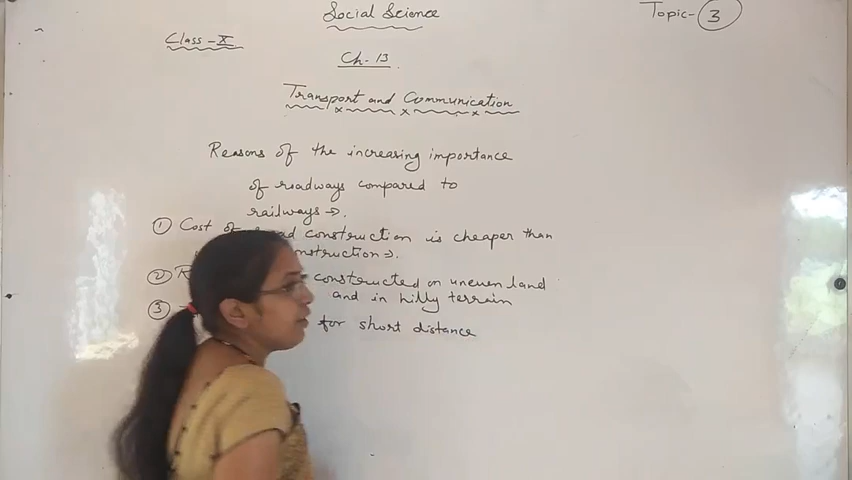 Social Science
Topic- 3
Class - X
Ch. 13
Transport and Communication
Reasons of the increasing importance
of roadways compared to
railways →.
① Cost of construction is cheaper than
construction →.
② constructed on uneven land
and in hilly terrain
③ for short distance